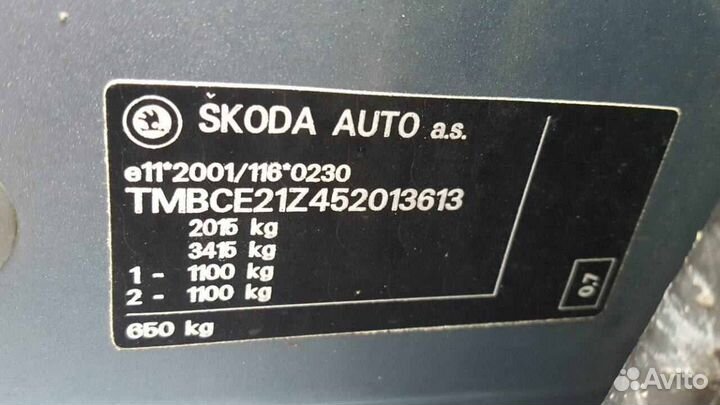 ŠKODA AUTO a.s.
e11*2001/116*0230
TMBCE21Z452013613
2015 kg
3415 kg
1 - 1100 kg
2 - 1100 kg
0.7
650 kg
Avito